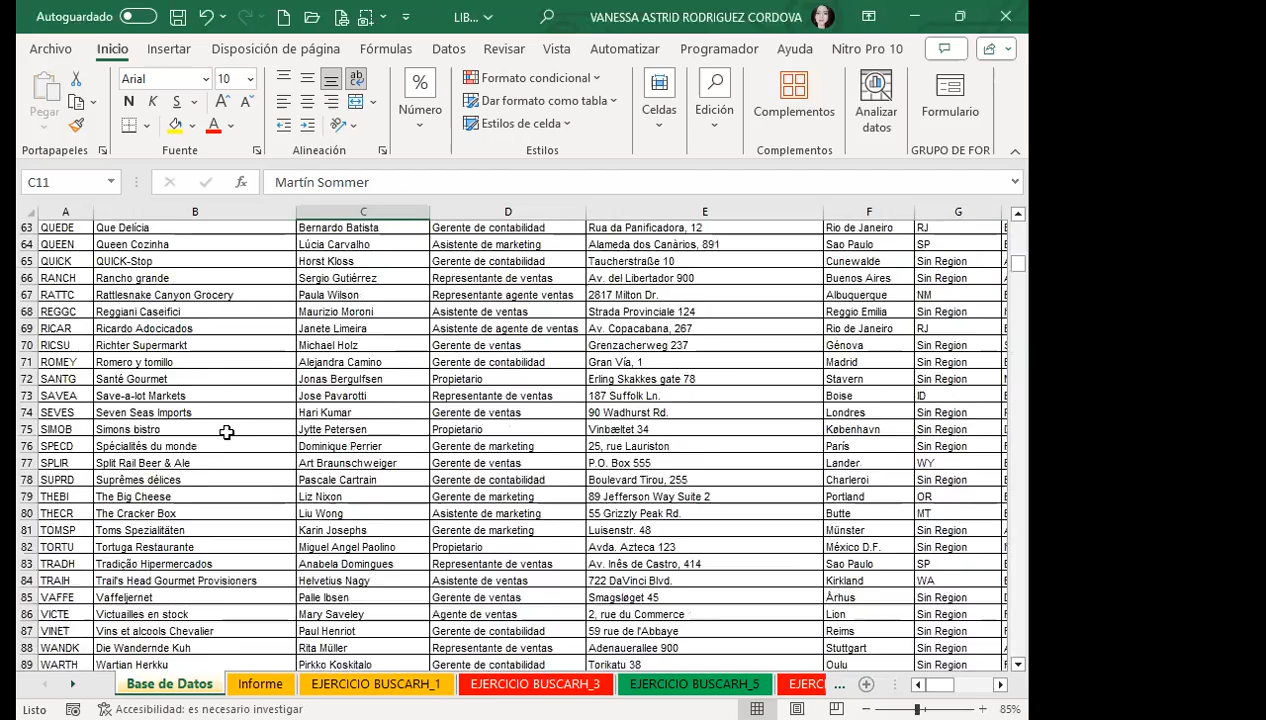 Autoguardado LIB... VANESSA ASTRID RODRIGUEZ CORDOVA
Archivo Inicio Insertar Disposición de página Fórmulas Datos Revisar Vista Automatizar Programador Ayuda Nitro Pro 10
Pegar Arial 10 N K S ab Número % Formato condicional Dar formato como tabla Estilos de celda Celdas Edición Complementos Analizar datos Formulario
Portapapeles Fuente Alineación Estilos Complementos GRUPO DE FOR
C11 fx Martín Sommer
A B C D E F G
63 QUEDE Que Delícia Bernardo Batista Gerente de contabilidad Rua da Panificadora, 12 Rio de Janeiro RJ
64 QUEEN Queen Cozinha Lúcia Carvalho Asistente de marketing Alameda dos Canàrios, 891 Sao Paulo SP
65 QUICK QUICK-Stop Horst Kloss Gerente de contabilidad Taucherstraße 10 Cunewalde Sin Region
66 RANCH Rancho grande Sergio Gutiérrez Representante de ventas Av. del Libertador 900 Buenos Aires Sin Region
67 RATTC Rattlesnake Canyon Grocery Paula Wilson Representante agente ventas 2817 Milton Dr. Albuquerque NM
68 REGGC Reggiani Caseifici Maurizio Moroni Asistente de ventas Strada Provinciale 124 Reggio Emilia Sin Region
69 RICAR Ricardo Adocicados Janete Limeira Asistente de agente de ventas Av. Copacabana, 267 Rio de Janeiro RJ
70 RICSU Richter Supermarkt Michael Holz Gerente de ventas Grenzacherweg 237 Génova Sin Region
71 ROMEY Romero y tomillo Alejandra Camino Gerente de contabilidad Gran Vía, 1 Madrid Sin Region
72 SANTG Santé Gourmet Jonas Bergulfsen Propietario Erling Skakkes gate 78 Stavern Sin Region
73 SAVEA Save-a-lot Markets Jose Pavarotti Representante de ventas 187 Suffolk Ln. Boise ID
74 SEVES Seven Seas Imports Hari Kumar Gerente de ventas 90 Wadhurst Rd. Londres Sin Region
75 SIMOB Simons bistro Jytte Petersen Propietario Vinbæltet 34 København Sin Region
76 SPECD Spécialités du monde Dominique Perrier Gerente de marketing 25, rue Lauriston París Sin Region
77 SPLIR Split Rail Beer & Ale Art Braunschweiger Gerente de ventas P.O. Box 555 Lander WY
78 SUPRD Suprêmes délices Pascale Cartrain Gerente de contabilidad Boulevard Tirou, 255 Charleroi Sin Region
79 THEBI The Big Cheese Liz Nixon Gerente de marketing 89 Jefferson Way Suite 2 Portland OR
80 THECR The Cracker Box Liu Wong Asistente de marketing 55 Grizzly Peak Rd. Butte MT
81 TOMSP Toms Spezialitäten Karin Josephs Gerente de marketing Luisenstr. 48 Münster Sin Region
82 TORTU Tortuga Restaurante Miguel Angel Paolino Propietario Avda. Azteca 123 México D.F. Sin Region
83 TRADH Tradição Hipermercados Anabela Domingues Representante de ventas Av. Inês de Castro, 414 Sao Paulo SP
84 TRAIH Trail's Head Gourmet Provisioners Helvetius Nagy Asistente de ventas 722 DaVinci Blvd. Kirkland WA
85 VAFFE Vaffeljernet Palle Ibsen Gerente de ventas Smagsløget 45 Århus Sin Region
86 VICTE Victuailles en stock Mary Saveley Agente de ventas 2, rue du Commerce Lion Sin Region
87 VINET Vins et alcools Chevalier Paul Henriot Gerente de contabilidad 59 rue de l'Abbaye Reims Sin Region
88 WANDK Die Wandernde Kuh Rita Müller Representante de ventas Adenauerallee 900 Stuttgart Sin Region
89 WARTH Wartian Herkku Pirkko Koskitalo Gerente de contabilidad Torikatu 38 Oulu Sin Region
Base de Datos Informe EJERCICIO BUSCARH_1 EJERCICIO BUSCARH_3 EJERCICIO BUSCARH_5 EJERCI ...
Listo Accesibilidad: es necesario investigar 85%